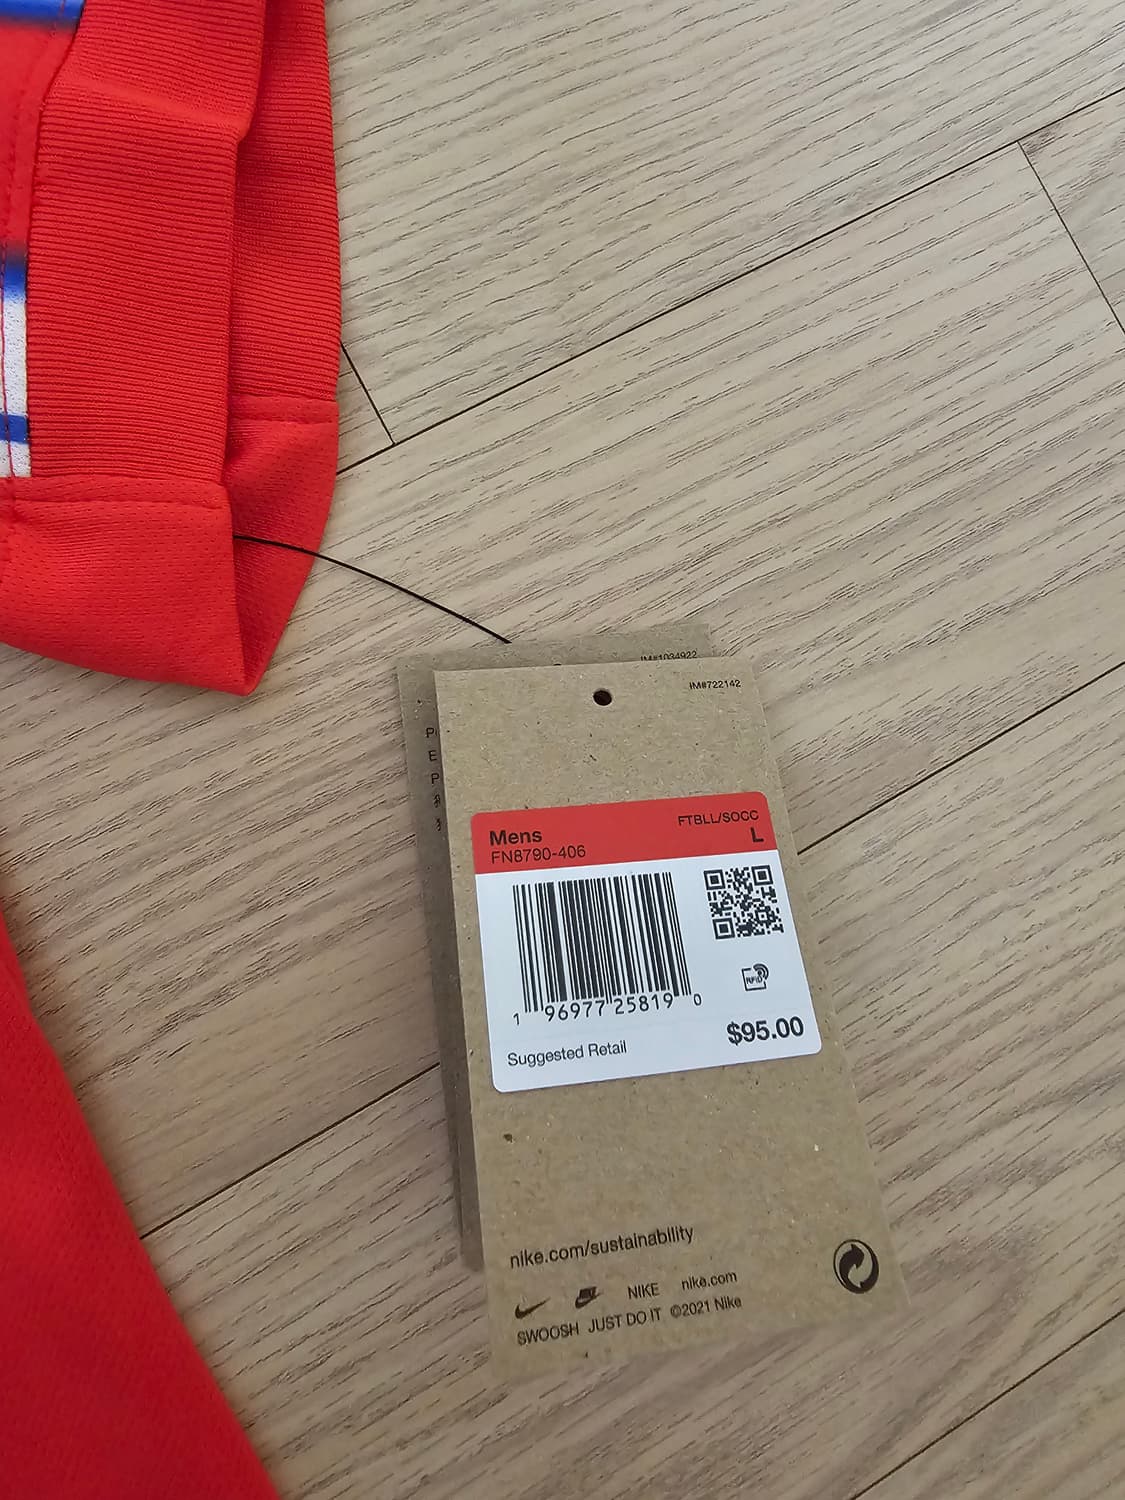 IM#1034922
IM#722142
P
E
P
Mens
FTBLL/SOCC
FN8790-406
L
RFID
1 96977 25819 0
Suggested Retail
$95.00
nike.com/sustainability
NIKE nike.com
SWOOSH JUST DO IT ©2021 Nike